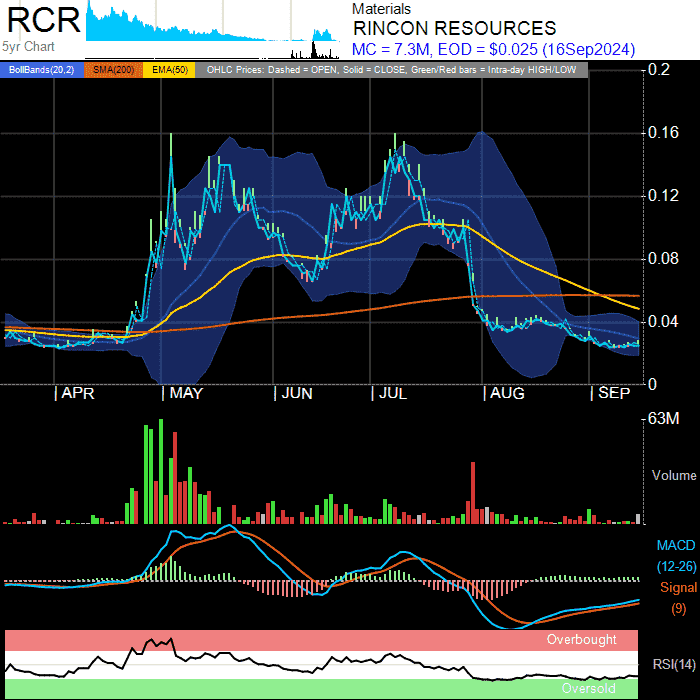 RCR
5yr Chart
Materials
RINCON RESOURCES
MC = 7.3M, EOD = $0.025 (16Sep2024)
BollBands(20,2) SMA(200) EMA(50) OHLC Prices: Dashed = OPEN, Solid = CLOSE, Green/Red bars = Intra-day HIGH/LOW
0.2
0.16
0.12
0.08
0.04
0
APR MAY JUN JUL AUG SEP
63M
Volume
MACD
(12-26)
Signal
(9)
Overbought
RSI(14)
Oversold